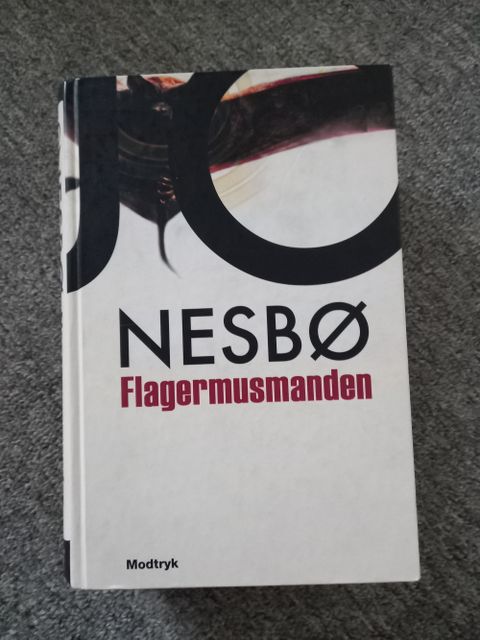 JO
NESBØ
Flagermusmanden
Modtryk